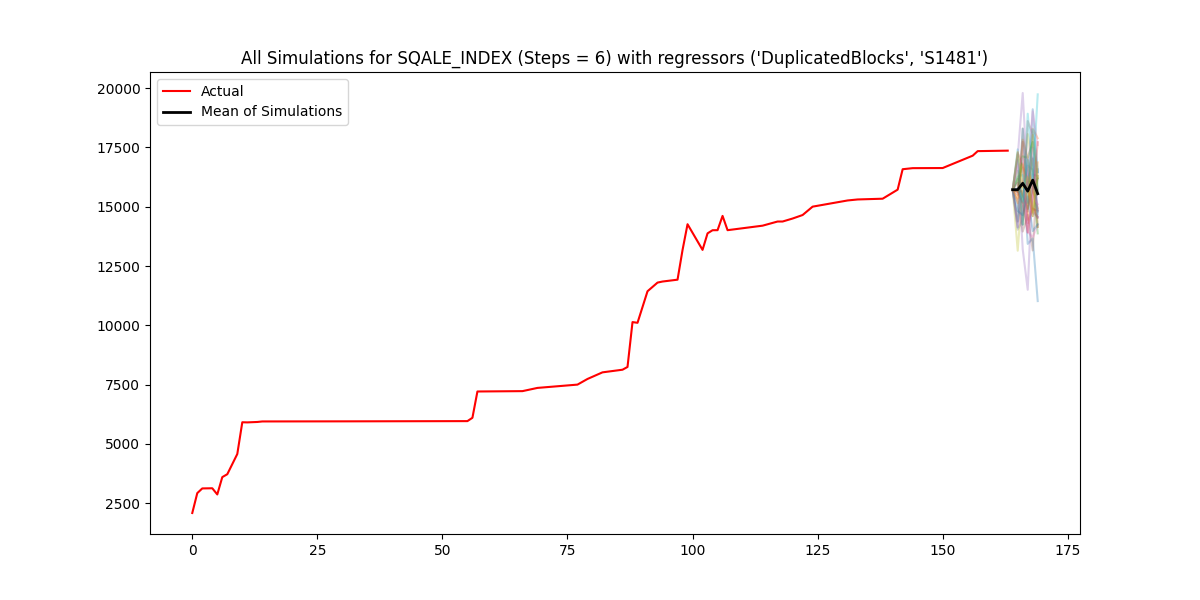 All Simulations for SQALE_INDEX (Steps = 6) with regressors ('DuplicatedBlocks', 'S1481')
Actual
Mean of Simulations
20000
17500
15000
12500
10000
7500
5000
2500
0 25 50 75 100 125 150 175